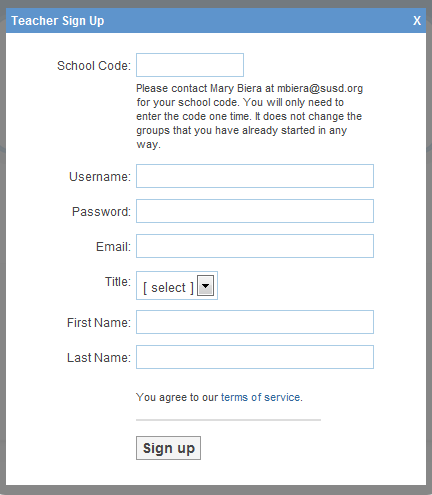 Teacher Sign Up X
School Code:
Please contact Mary Biera at mbiera@susd.org
for your school code. You will only need to
enter the code one time. It does not change the
groups that you have already started in any
way.
Username:
Password:
Email:
Title: [ select ]
First Name:
Last Name:
You agree to our terms of service.
Sign up